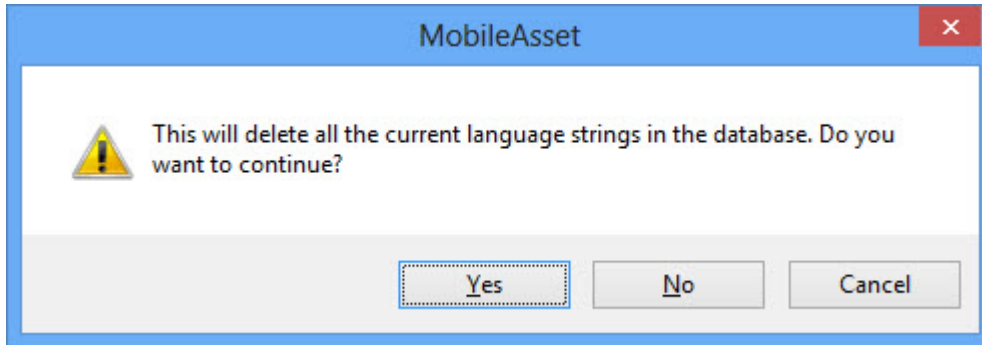 MobileAsset
This will delete all the current language strings in the database. Do you
want to continue?
Yes
No
Cancel